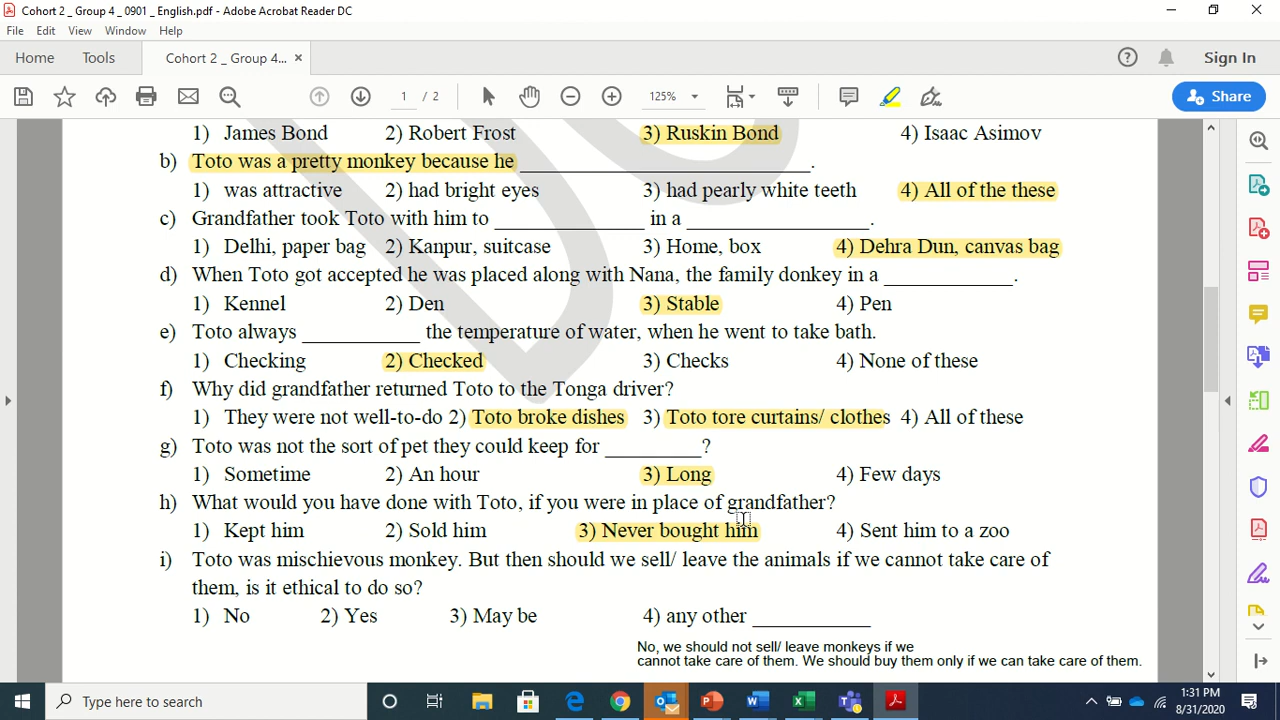 Cohort 2 _ Group 4 _ 0901 _ English.pdf - Adobe Acrobat Reader DC
File Edit View Window Help
Home Tools Cohort 2 _ Group 4... × Sign In
1 / 2 125% Share
1) James Bond 2) Robert Frost 3) Ruskin Bond 4) Isaac Asimov
b) Toto was a pretty monkey because he ____________________________.
1) was attractive 2) had bright eyes 3) had pearly white teeth 4) All of the these
c) Grandfather took Toto with him to ______________ in a _________________.
1) Delhi, paper bag 2) Kanpur, suitcase 3) Home, box 4) Dehra Dun, canvas bag
d) When Toto got accepted he was placed along with Nana, the family donkey in a ____________.
1) Kennel 2) Den 3) Stable 4) Pen
e) Toto always ___________ the temperature of water, when he went to take bath.
1) Checking 2) Checked 3) Checks 4) None of these
f) Why did grandfather returned Toto to the Tonga driver?
1) They were not well-to-do 2) Toto broke dishes 3) Toto tore curtains/ clothes 4) All of these
g) Toto was not the sort of pet they could keep for _________?
1) Sometime 2) An hour 3) Long 4) Few days
h) What would you have done with Toto, if you were in place of grandfather?
1) Kept him 2) Sold him 3) Never bought him 4) Sent him to a zoo
i) Toto was mischievous monkey. But then should we sell/ leave the animals if we cannot take care of
them, is it ethical to do so?
1) No 2) Yes 3) May be 4) any other ___________
No, we should not sell/ leave monkeys if we
cannot take care of them. We should buy them only if we can take care of them.
Type here to search
1:31 PM
8/31/2020